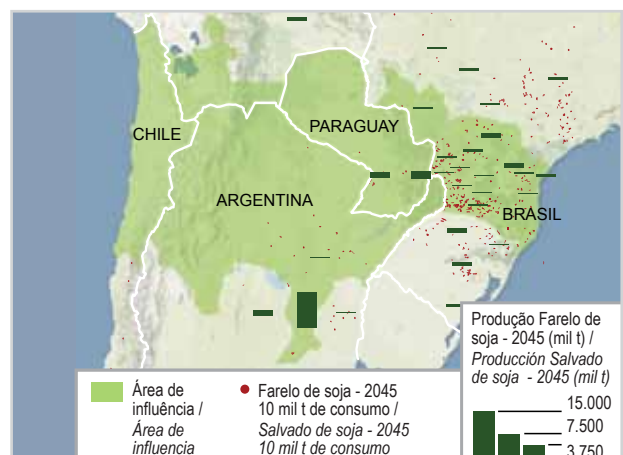 PARAGUAY
CHILE
ARGENTINA
BRASIL
Área de
influência /
Área de
influencia
Farelo de soja - 2045
10 mil t de consumo /
Salvado de soja - 2045
10 mil t de consumo
Produção Farelo de
soja - 2045 (mil t) /
Producción Salvado
de soja - 2045 (mil t)
15.000
7.500
3.750